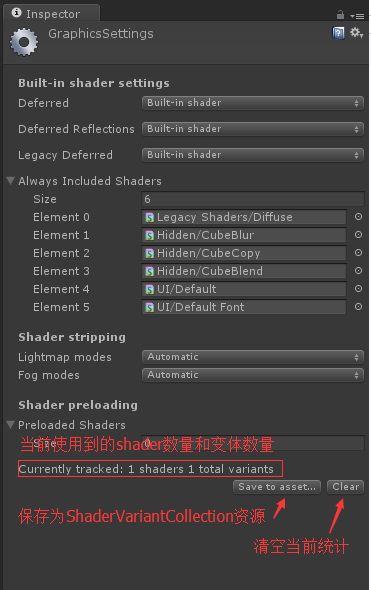 Inspector
GraphicsSettings
Built-in shader settings
Deferred Built-in shader
Deferred Reflections Built-in shader
Legacy Deferred Built-in shader
Always Included Shaders
Size 6
Element 0 Legacy Shaders/Diffuse
Element 1 Hidden/CubeBlur
Element 2 Hidden/CubeCopy
Element 3 Hidden/CubeBlend
Element 4 UI/Default
Element 5 UI/Default Font
Shader stripping
Lightmap modes Automatic
Fog modes Automatic
Shader preloading
Preloaded Shaders
当前使用到的shader数量和变体数量
Size 0
Currently tracked: 1 shaders 1 total variants
Save to asset... Clear
保存为ShaderVariantCollection资源
清空当前统计